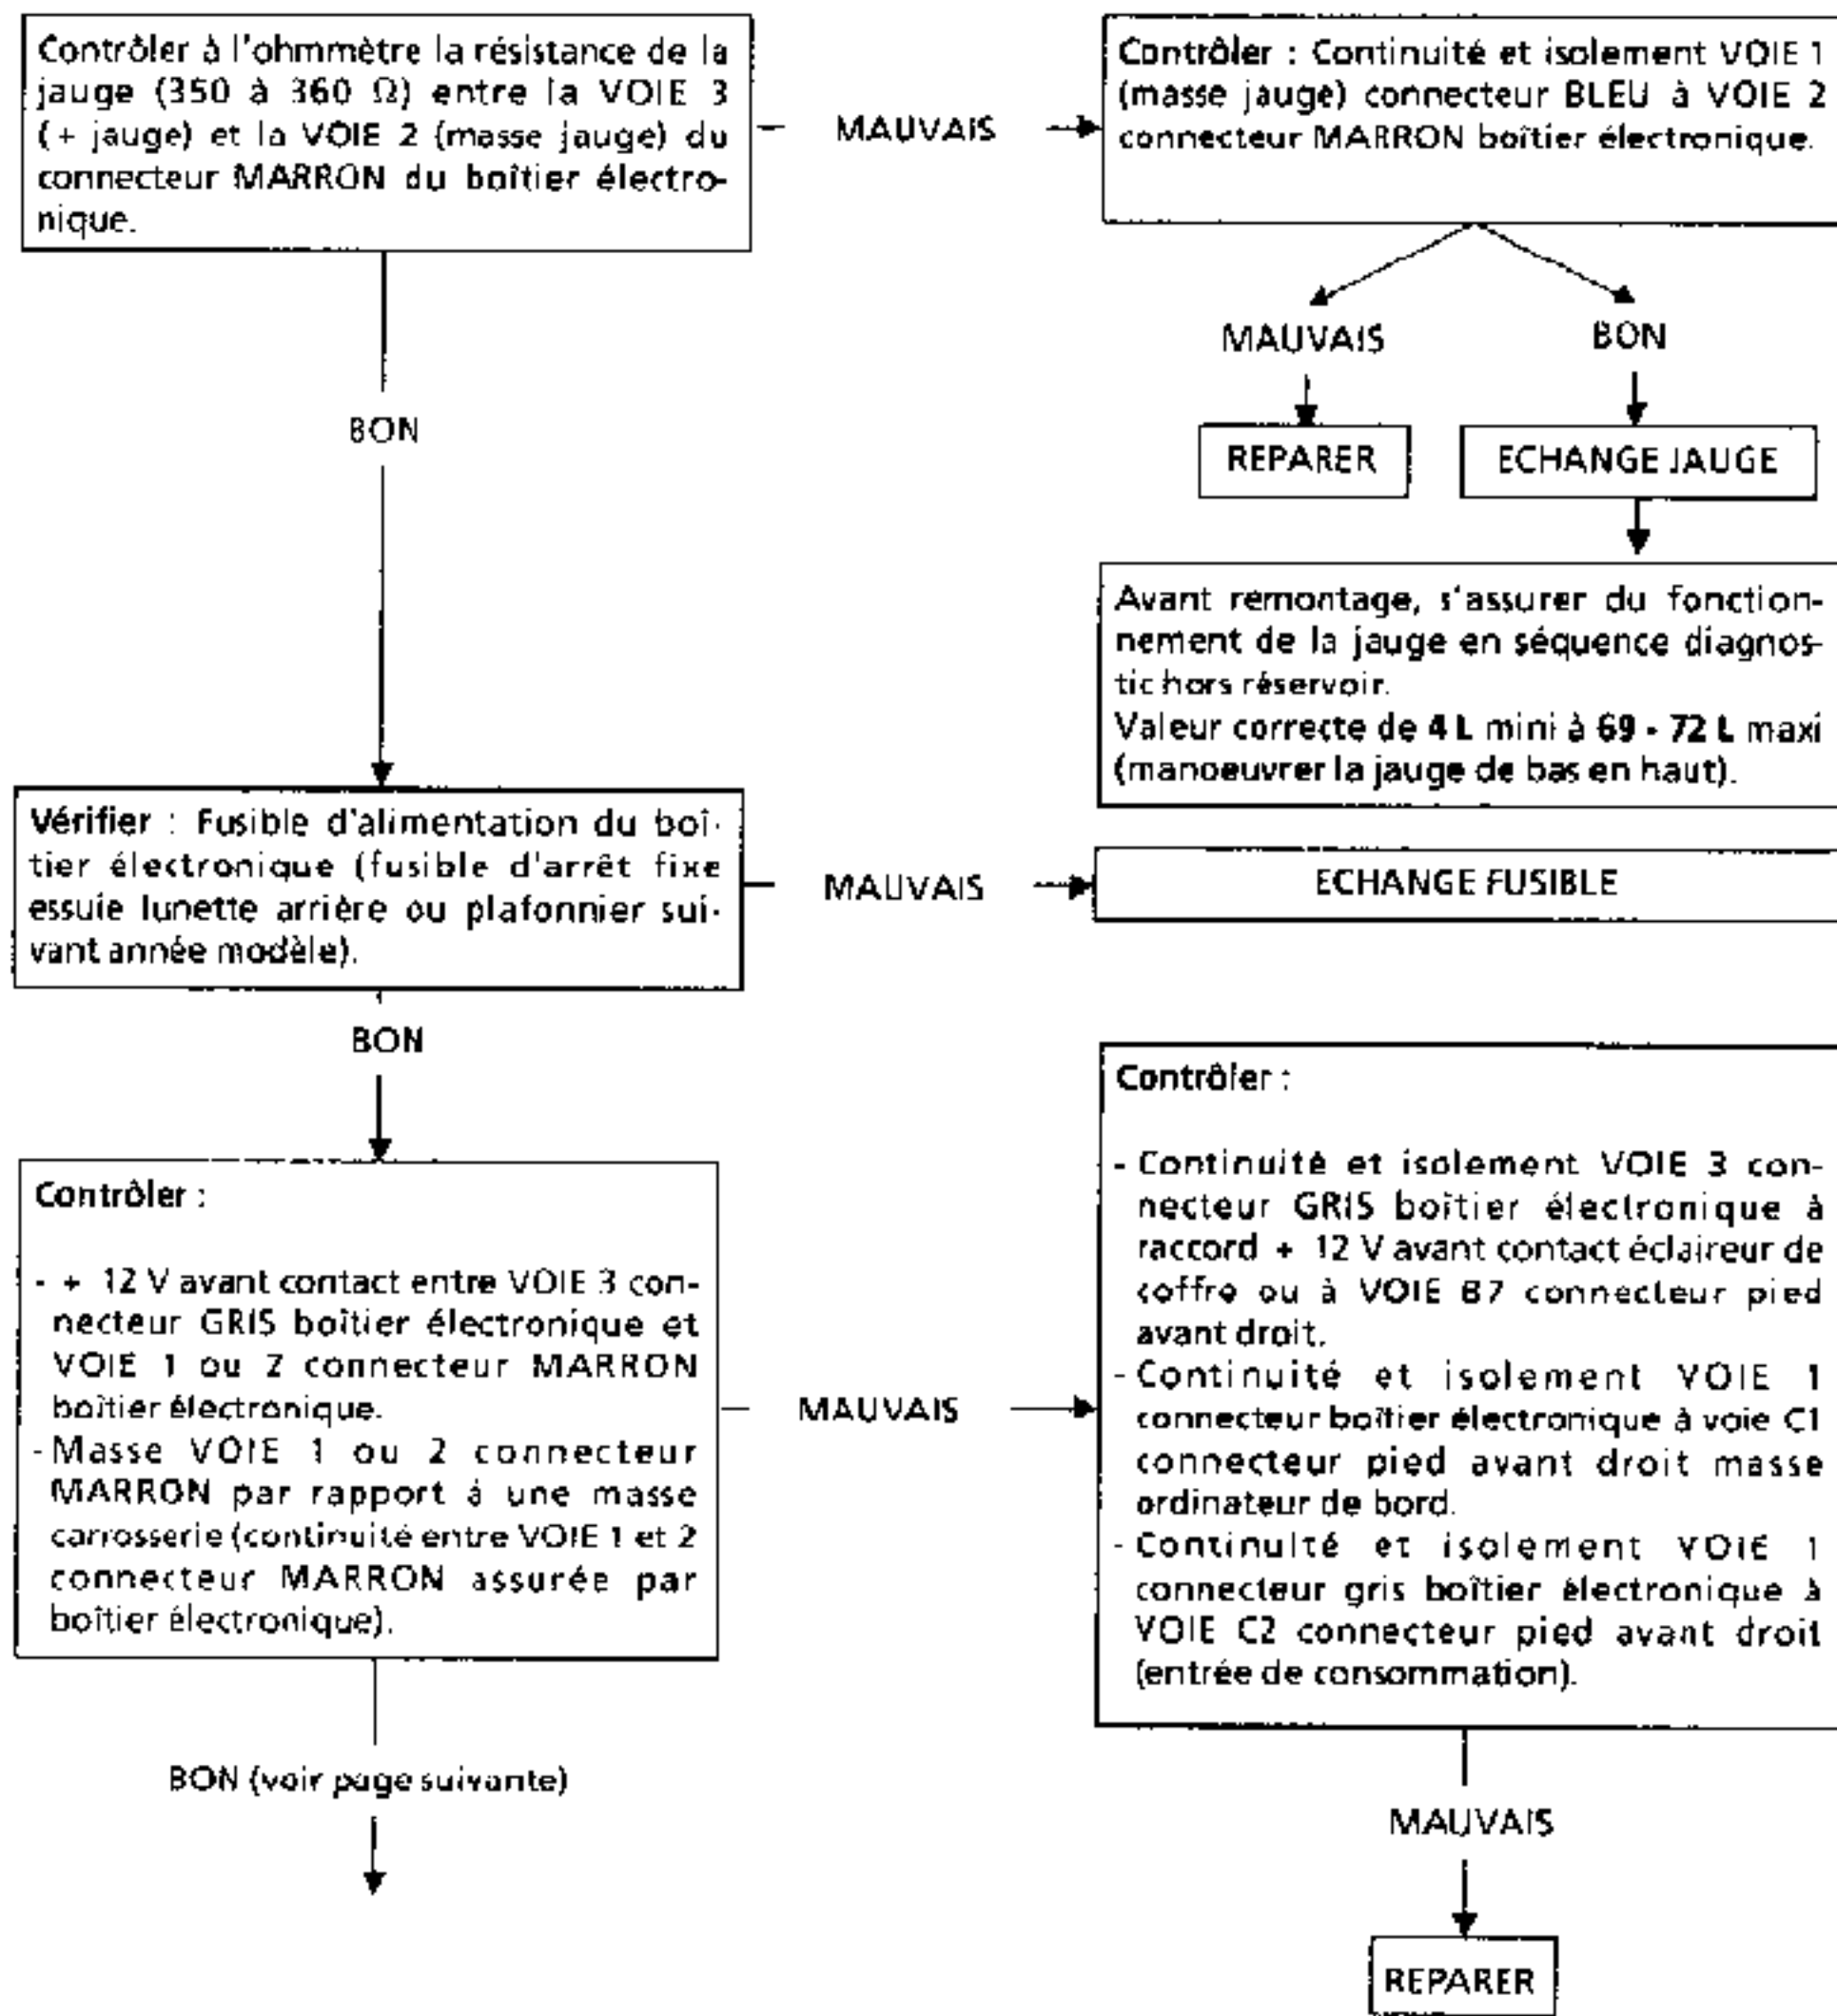 Contrôler à l'ohmmètre la résistance de la
jauge (350 à 360 Ω) entre la VOIE 3
(+ jauge) et la VOIE 2 (masse jauge) du
connecteur MARRON du boîtier électro-
nique.
MAUVAIS
Contrôler : Continuité et isolement VOIE 1
(masse jauge) connecteur BLEU à VOIE 2
connecteur MARRON boîtier électronique.
MAUVAIS
BON
BON
REPARER
ECHANGE JAUGE
Avant remontage, s'assurer du fonction-
nement de la jauge en séquence diagnos-
tic hors réservoir.
Valeur correcte de 4 L mini à 69 - 72 L maxi
(manoeuvrer la jauge de bas en haut).
Vérifier : Fusible d'alimentation du boî-
tier électronique (fusible d'arrêt fixe
essuie lunette arrière ou plafonnier sui-
vant année modèle).
MAUVAIS
ECHANGE FUSIBLE
BON
Contrôler :
- + 12 V avant contact entre VOIE 3 con-
necteur GRIS boîtier électronique et
VOIE 1 ou 2 connecteur MARRON
boîtier électronique.
- Masse VOIE 1 ou 2 connecteur
MARRON par rapport à une masse
carrosserie (continuité entre VOIE 1 et 2
connecteur MARRON assurée par
boîtier électronique).
MAUVAIS
Contrôler :
- Continuité et isolement VOIE 3 con-
necteur GRIS boîtier électronique à
raccord + 12 V avant contact éclaireur de
coffre ou à VOIE B7 connecteur pied
avant droit.
- Continuité et isolement VOIE 1
connecteur boîtier électronique à voie C1
connecteur pied avant droit masse
ordinateur de bord.
- Continuité et isolement VOIE 1
connecteur gris boîtier électronique à
VOIE C2 connecteur pied avant droit
(entrée de consommation).
BON (voir page suivante)
MAUVAIS
REPARER